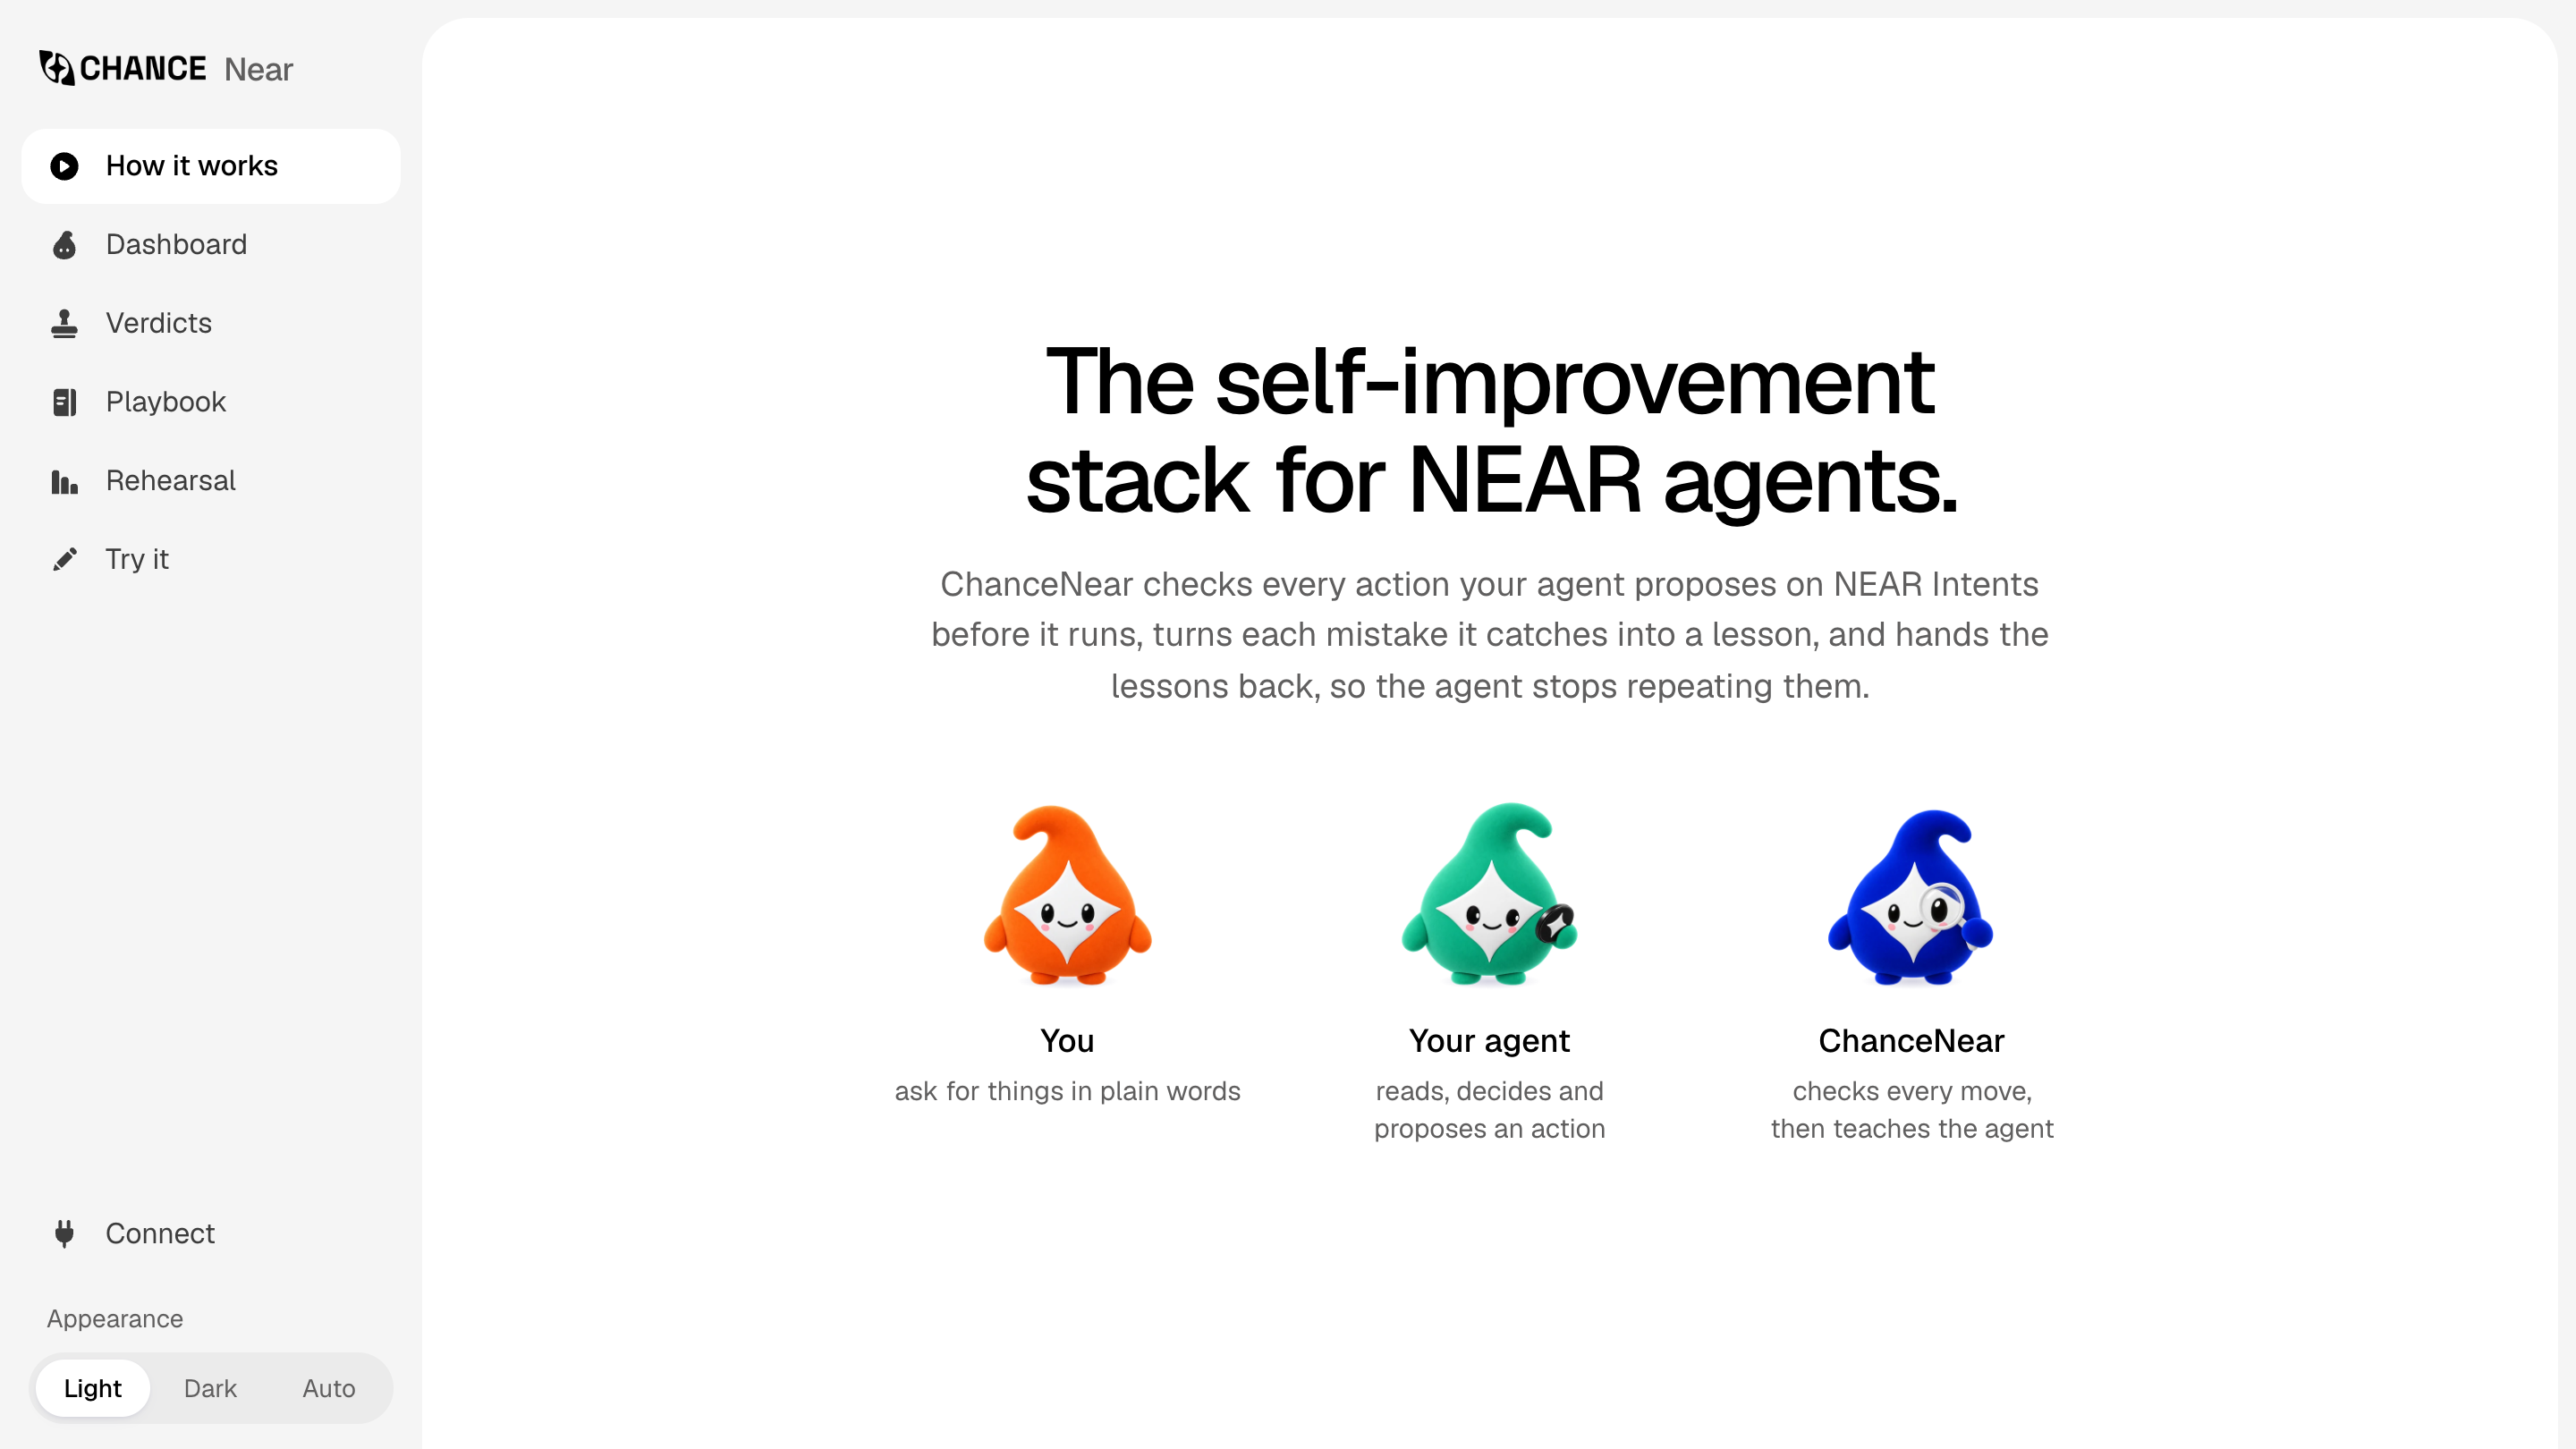 CHANCE Near
How it works
Dashboard
Verdicts
Playbook
Rehearsal
Try it
Connect
Appearance
Light Dark Auto
The self-improvement
stack for NEAR agents.
ChanceNear checks every action your agent proposes on NEAR Intents
before it runs, turns each mistake it catches into a lesson, and hands the
lessons back, so the agent stops repeating them.
You
ask for things in plain words
Your agent
reads, decides and
proposes an action
ChanceNear
checks every move,
then teaches the agent